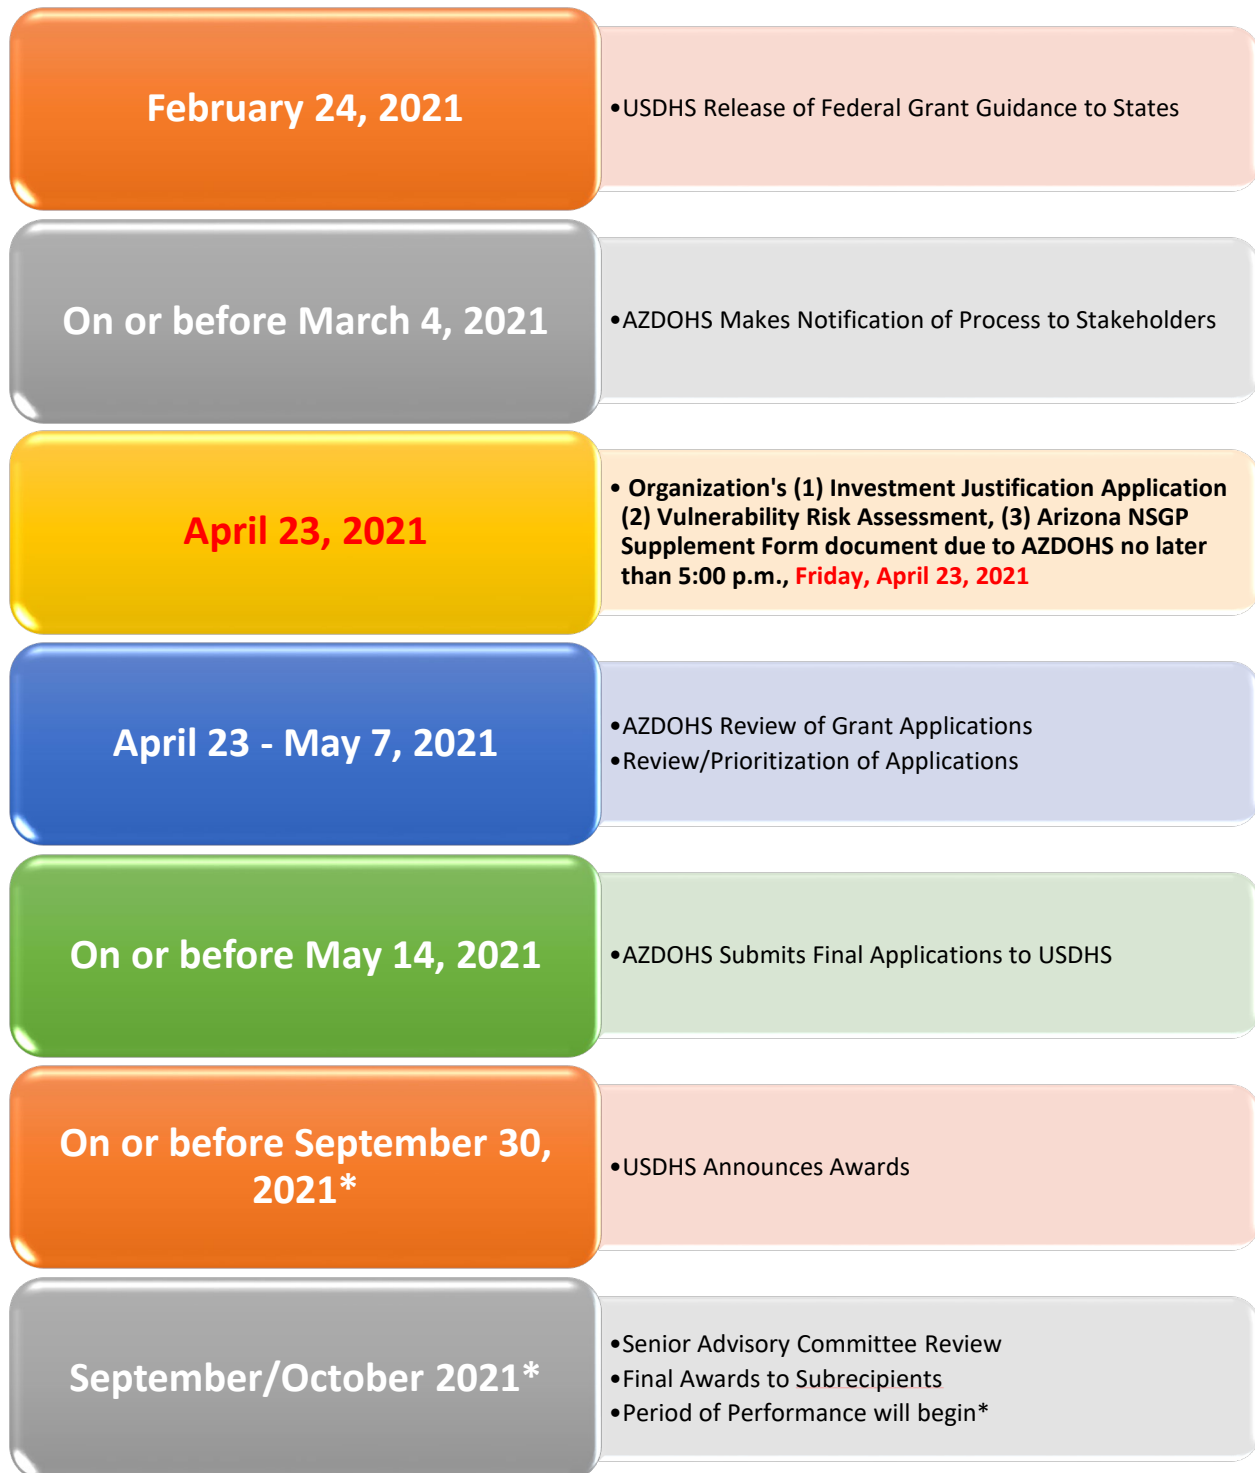 February 24, 2021
•USDHS Release of Federal Grant Guidance to States
On or before March 4, 2021
•AZDOHS Makes Notification of Process to Stakeholders
April 23, 2021
• Organization's (1) Investment Justification Application
(2) Vulnerability Risk Assessment, (3) Arizona NSGP
Supplement Form document due to AZDOHS no later
than 5:00 p.m., Friday, April 23, 2021
April 23 - May 7, 2021
•AZDOHS Review of Grant Applications
•Review/Prioritization of Applications
On or before May 14, 2021
•AZDOHS Submits Final Applications to USDHS
On or before September 30,
2021*
•USDHS Announces Awards
September/October 2021*
•Senior Advisory Committee Review
•Final Awards to Subrecipients
•Period of Performance will begin*